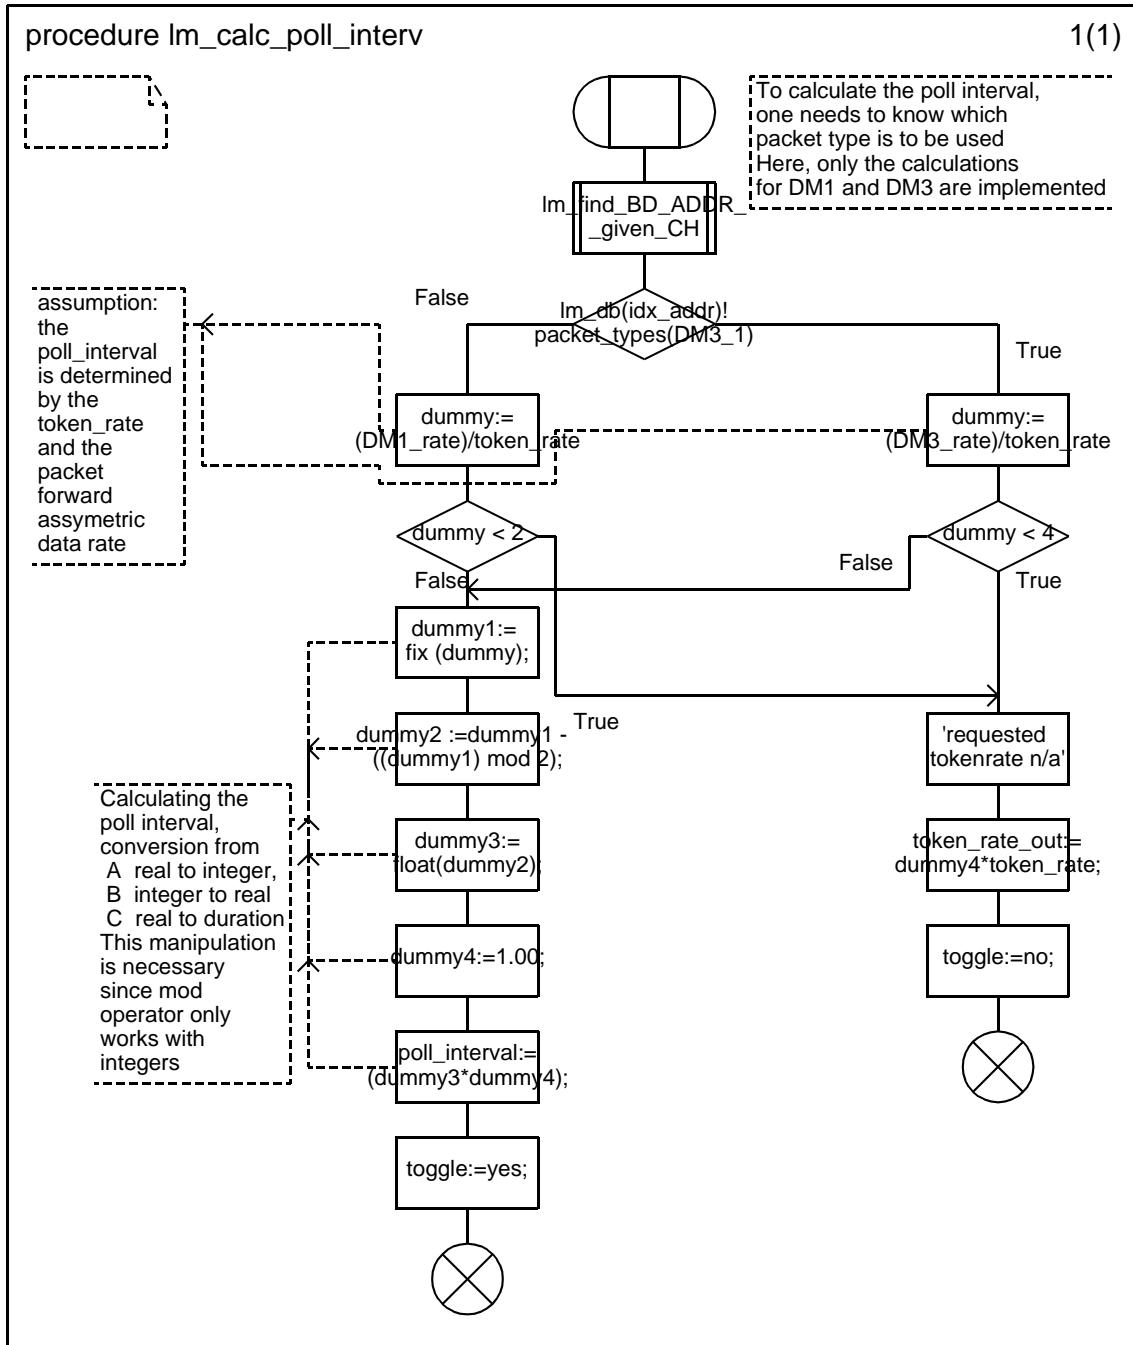 procedure lm_calc_poll_interv
1(1)
To calculate the poll interval,
one needs to know which
packet type is to be used
Here, only the calculations
for DM1 and DM3 are implemented
lm_find_BD_ADDR_
_given_CH
assumption:
the
poll_interval
is determined
by the
token_rate
and the
packet
forward
assymetric
data rate
False
lm_db(idx_addr)!
packet_types(DM3_1)
True
dummy:=
(DM1_rate)/token_rate
dummy:=
(DM3_rate)/token_rate
dummy < 2
dummy < 4
False
False
True
dummy1:=
fix (dummy);
True
dummy2 :=dummy1 -
((dummy1) mod 2);
'requested
tokenrate n/a'
Calculating the
poll interval,
conversion from
A  real to integer,
B  integer to real
C  real to duration
This manipulation
is necessary
since mod
operator only
works with
integers
dummy3:=
float(dummy2);
token_rate_out:=
dummy4*token_rate;
dummy4:=1.00;
toggle:=no;
poll_interval:=
(dummy3*dummy4);
toggle:=yes;